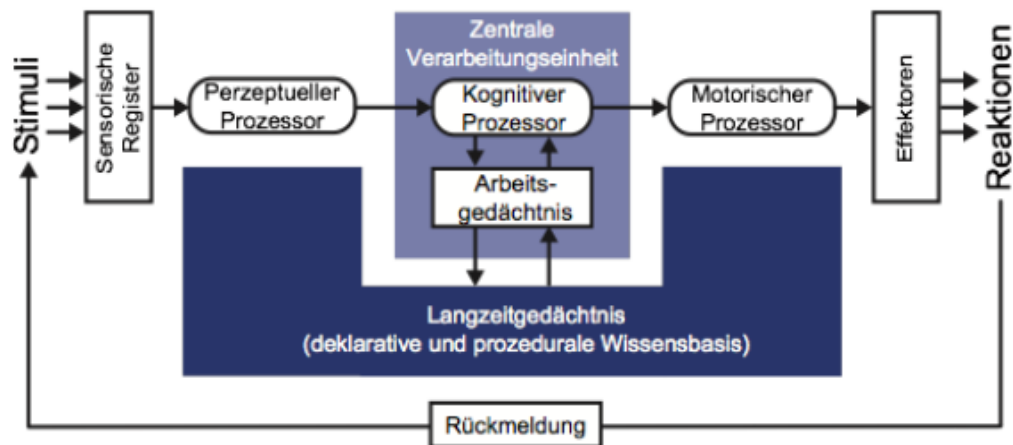 Stimuli
Sensorische
Register
Perzeptueller
Prozessor
Zentrale
Verarbeitungseinheit
Kognitiver
Prozessor
Arbeits-
gedächtnis
Motorischer
Prozessor
Effektoren
Reaktionen
Langzeitgedächtnis
(deklarative und prozedurale Wissensbasis)
Rückmeldung